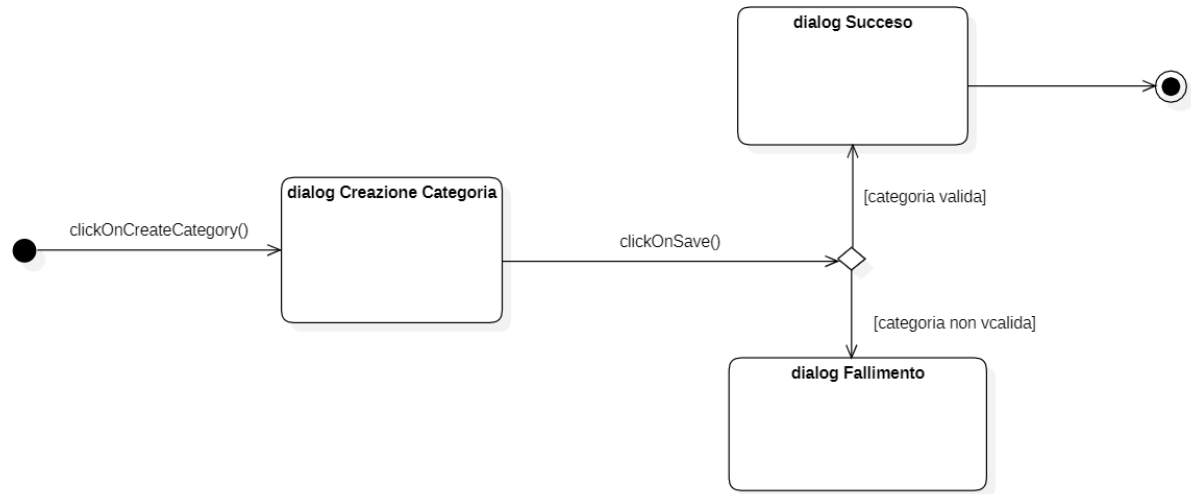 dialog Succeso
dialog Creazione Categoria
clickOnCreateCategory()
clickOnSave()
[categoria valida]
[categoria non vcalida]
dialog Fallimento